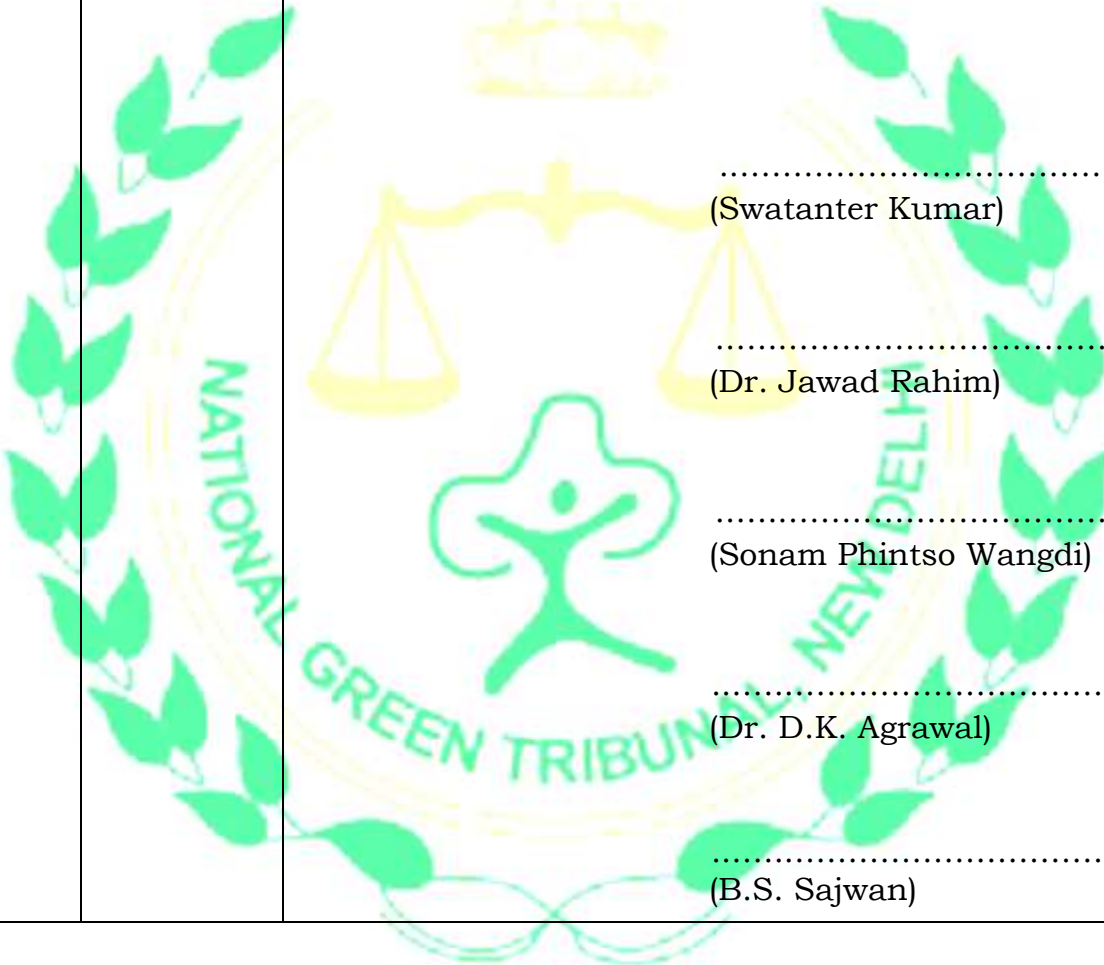 …………………………………
(Swatanter Kumar)
…………………………………
(Dr. Jawad Rahim)
…………………………………
(Sonam Phintso Wangdi)
…………………………………
(Dr. D.K. Agrawal)
…………………………………
(B.S. Sajwan)
NATIONAL GREEN TRIBUNAL, NEW DELHI